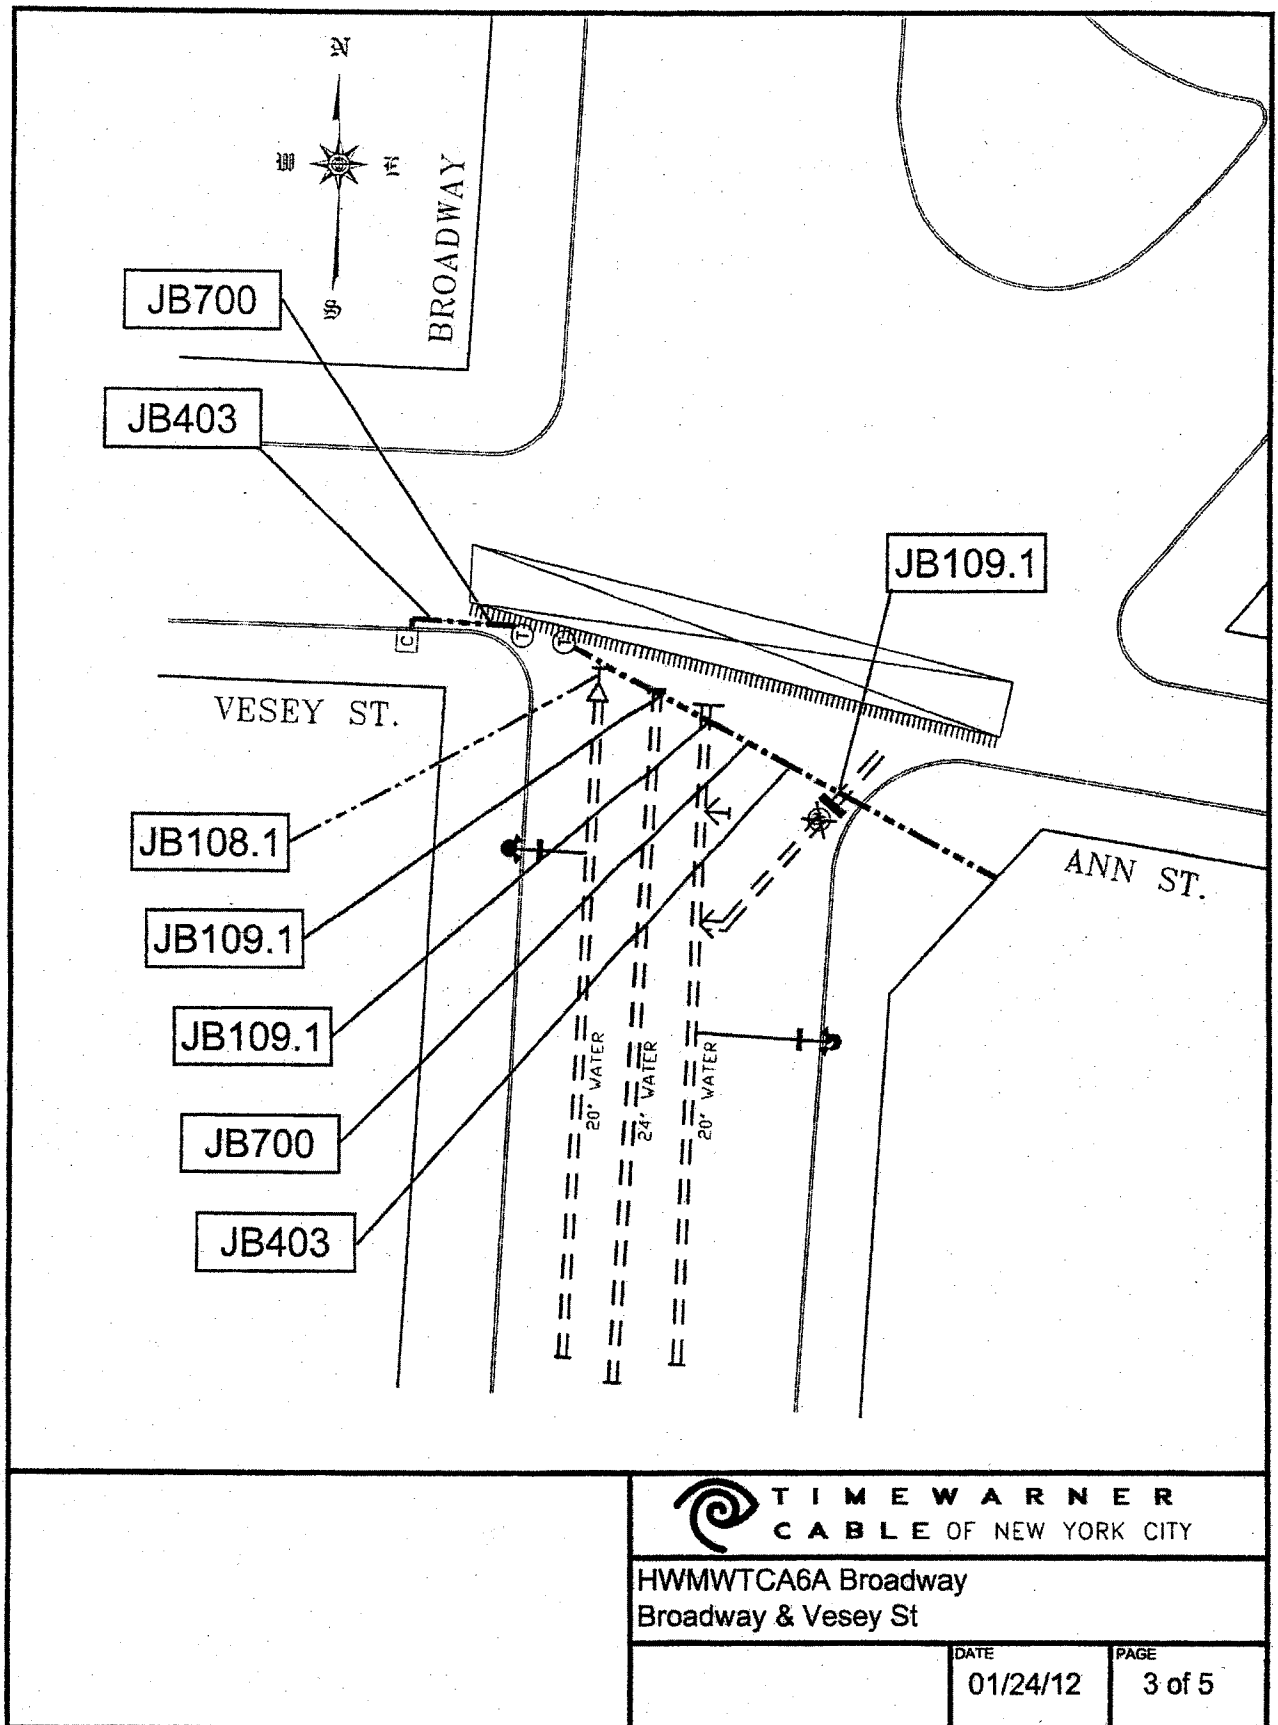 N
W E
S
BROADWAY
JB700
JB403
JB109.1
C
T
T
VESEY ST.
JB108.1
ANN ST.
JB109.1
JB109.1
20" WATER
24" WATER
20" WATER
JB700
JB403
TIMEWARNER
CABLE OF NEW YORK CITY
HWMWTCA6A Broadway
Broadway & Vesey St
DATE
01/24/12
PAGE
3 of 5